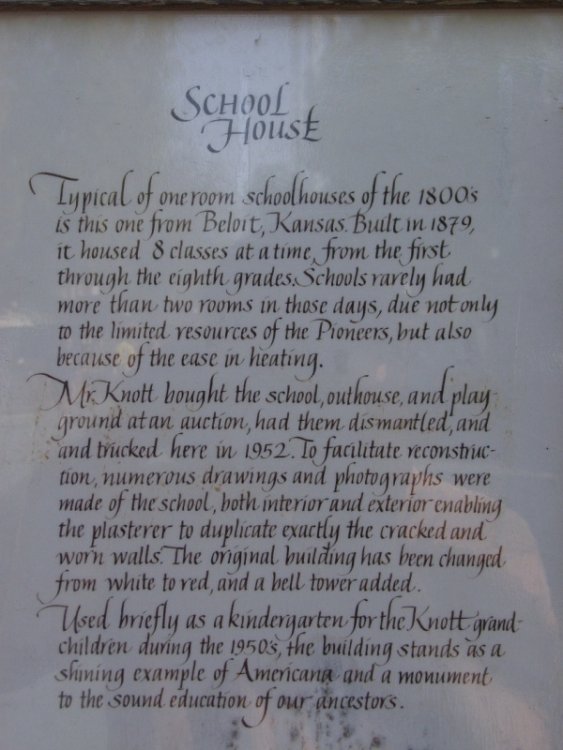 School
House
Typical of one room schoolhouses of the 1800's
is this one from Beloit, Kansas. Built in 1879,
it housed 8 classes at a time, from the first
through the eighth grades. Schools rarely had
more than two rooms in those days, due not only
to the limited resources of the Pioneers, but also
because of the ease in heating.
Mr. Knott bought the school, outhouse, and play-
ground at an auction, had them dismantled, and
and trucked here in 1952. To facilitate reconstruc-
tion, numerous drawings and photographs were
made of the school, both interior and exterior enabling
the plasterer to duplicate exactly the cracked and
worn walls. The original building has been changed
from white to red, and a bell tower added.
Used briefly as a kindergarten for the Knott grand-
children during the 1950's, the building stands as a
shining example of Americana and a monument
to the sound education of our ancestors.